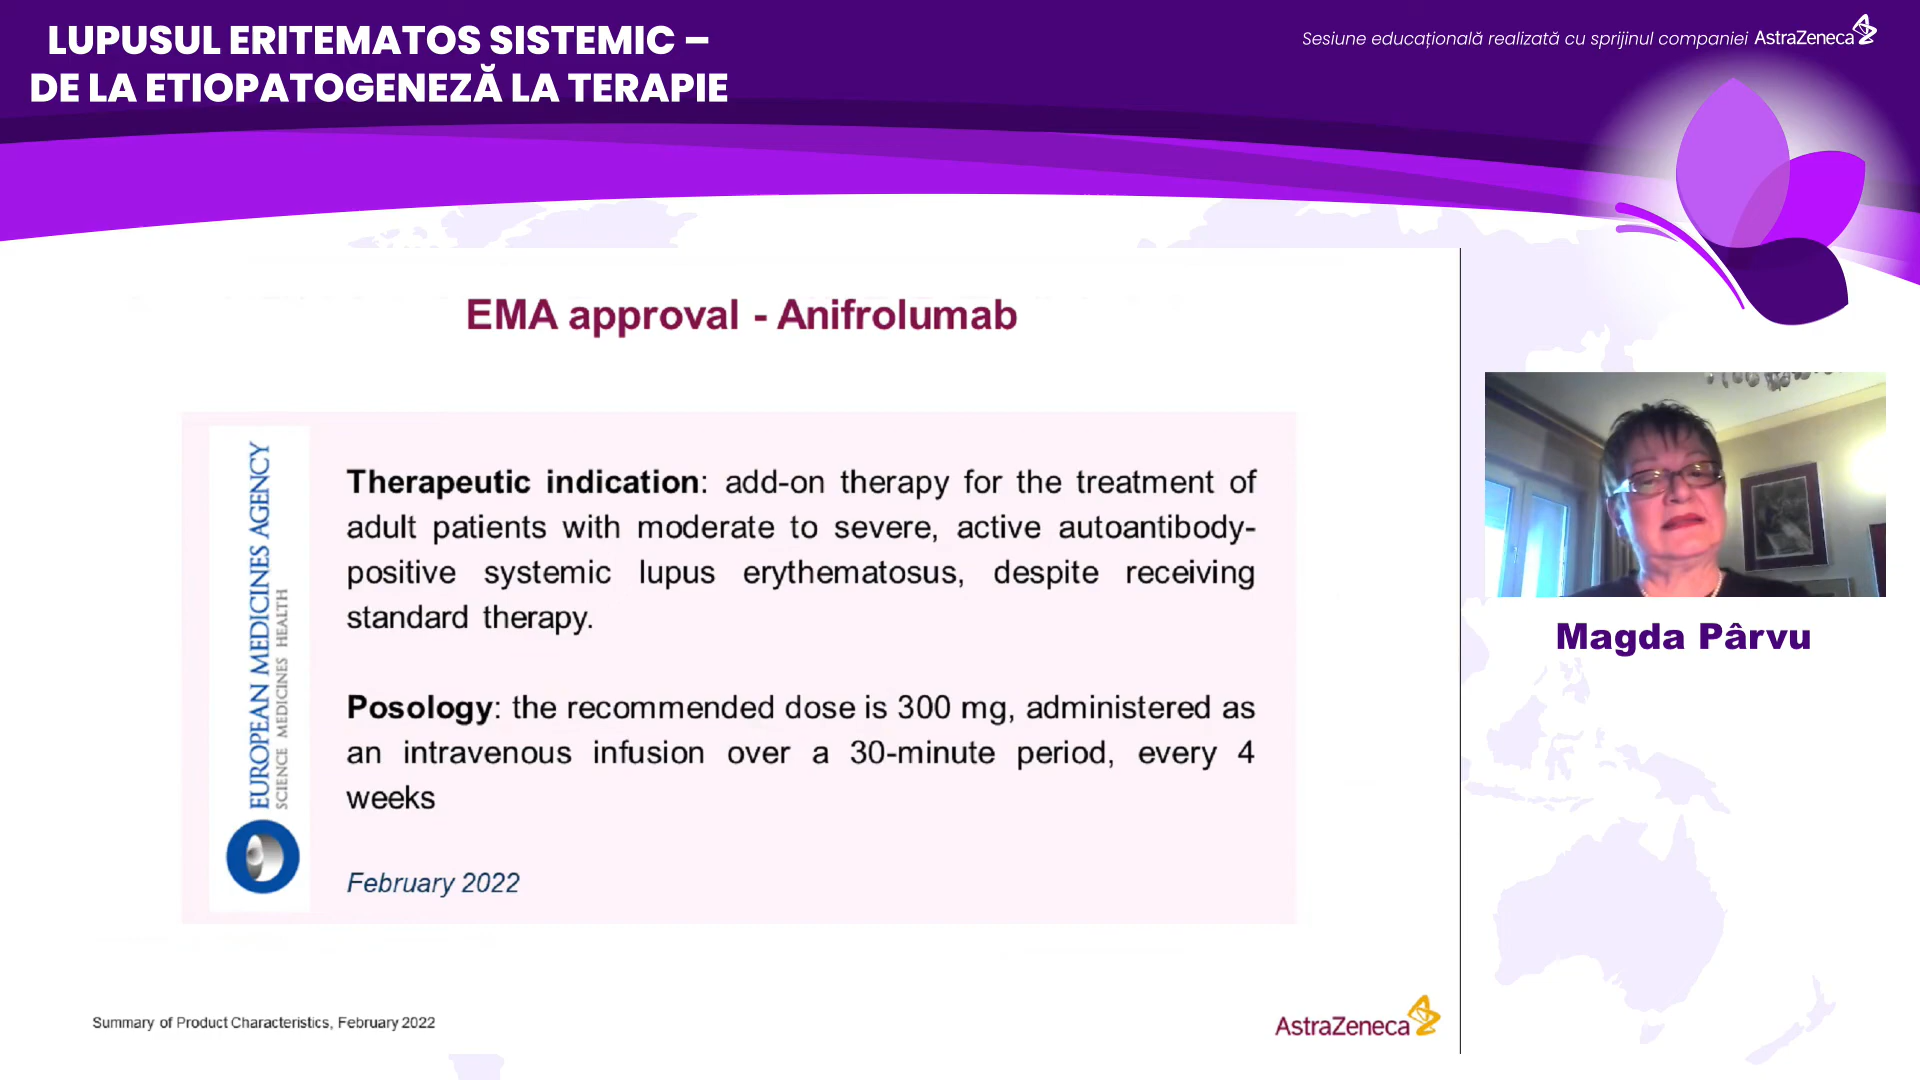 LUPUSUL ERITEMATOS SISTEMIC –
DE LA ETIOPATOGENEZĂ LA TERAPIE
Sesiune educațională realizată cu sprijinul companiei AstraZeneca
EMA approval - Anifrolumab
EUROPEAN MEDICINES AGENCY
SCIENCE MEDICINES HEALTH
Therapeutic indication: add-on therapy for the treatment of
adult patients with moderate to severe, active autoantibody-
positive systemic lupus erythematosus, despite receiving
standard therapy.
Posology: the recommended dose is 300 mg, administered as
an intravenous infusion over a 30-minute period, every 4
weeks
February 2022
Summary of Product Characteristics, February 2022
AstraZeneca
Magda Pârvu